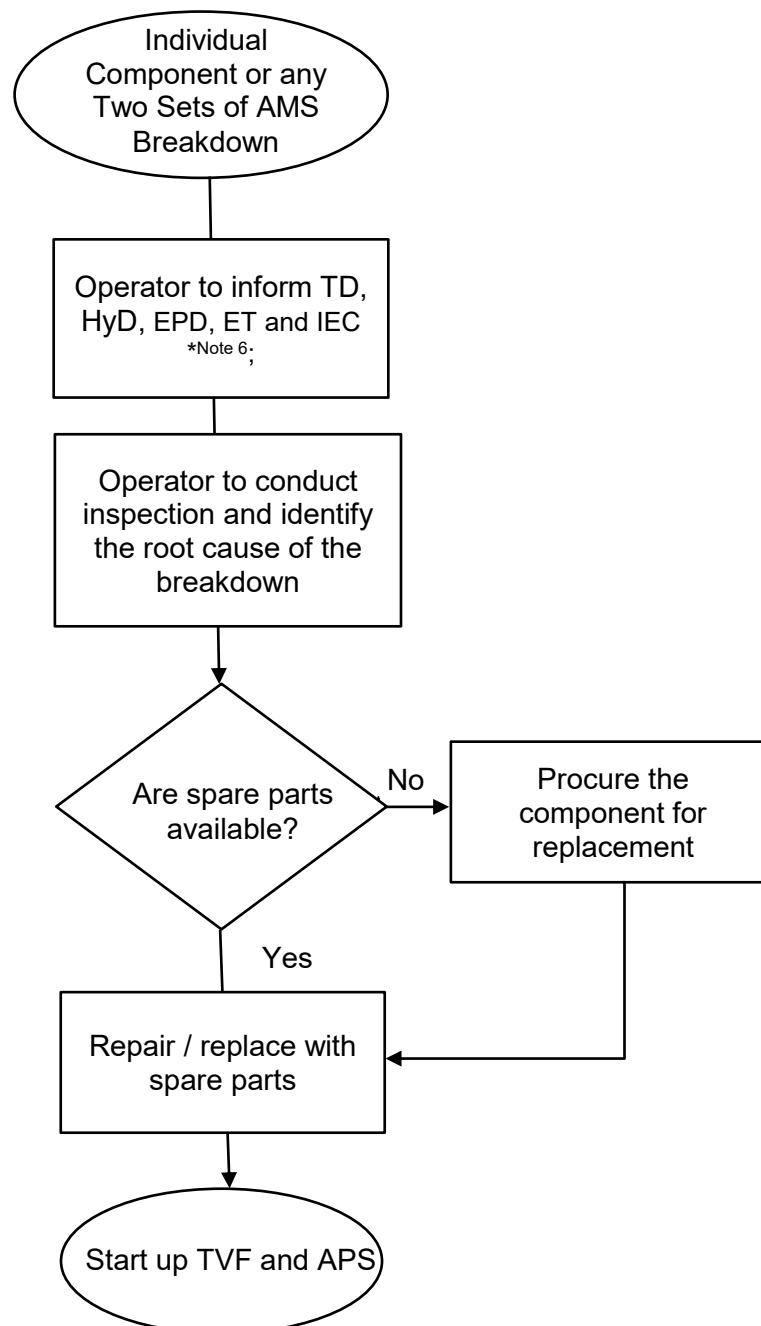 Individual
Component or any
Two Sets of AMS
Breakdown
Operator to inform TD,
HyD, EPD, ET and IEC
*Note 6;
Operator to conduct
inspection and identify
the root cause of the
breakdown
Are spare parts
available?
No
Procure the
component for
replacement
Yes
Repair / replace with
spare parts
Start up TVF and APS